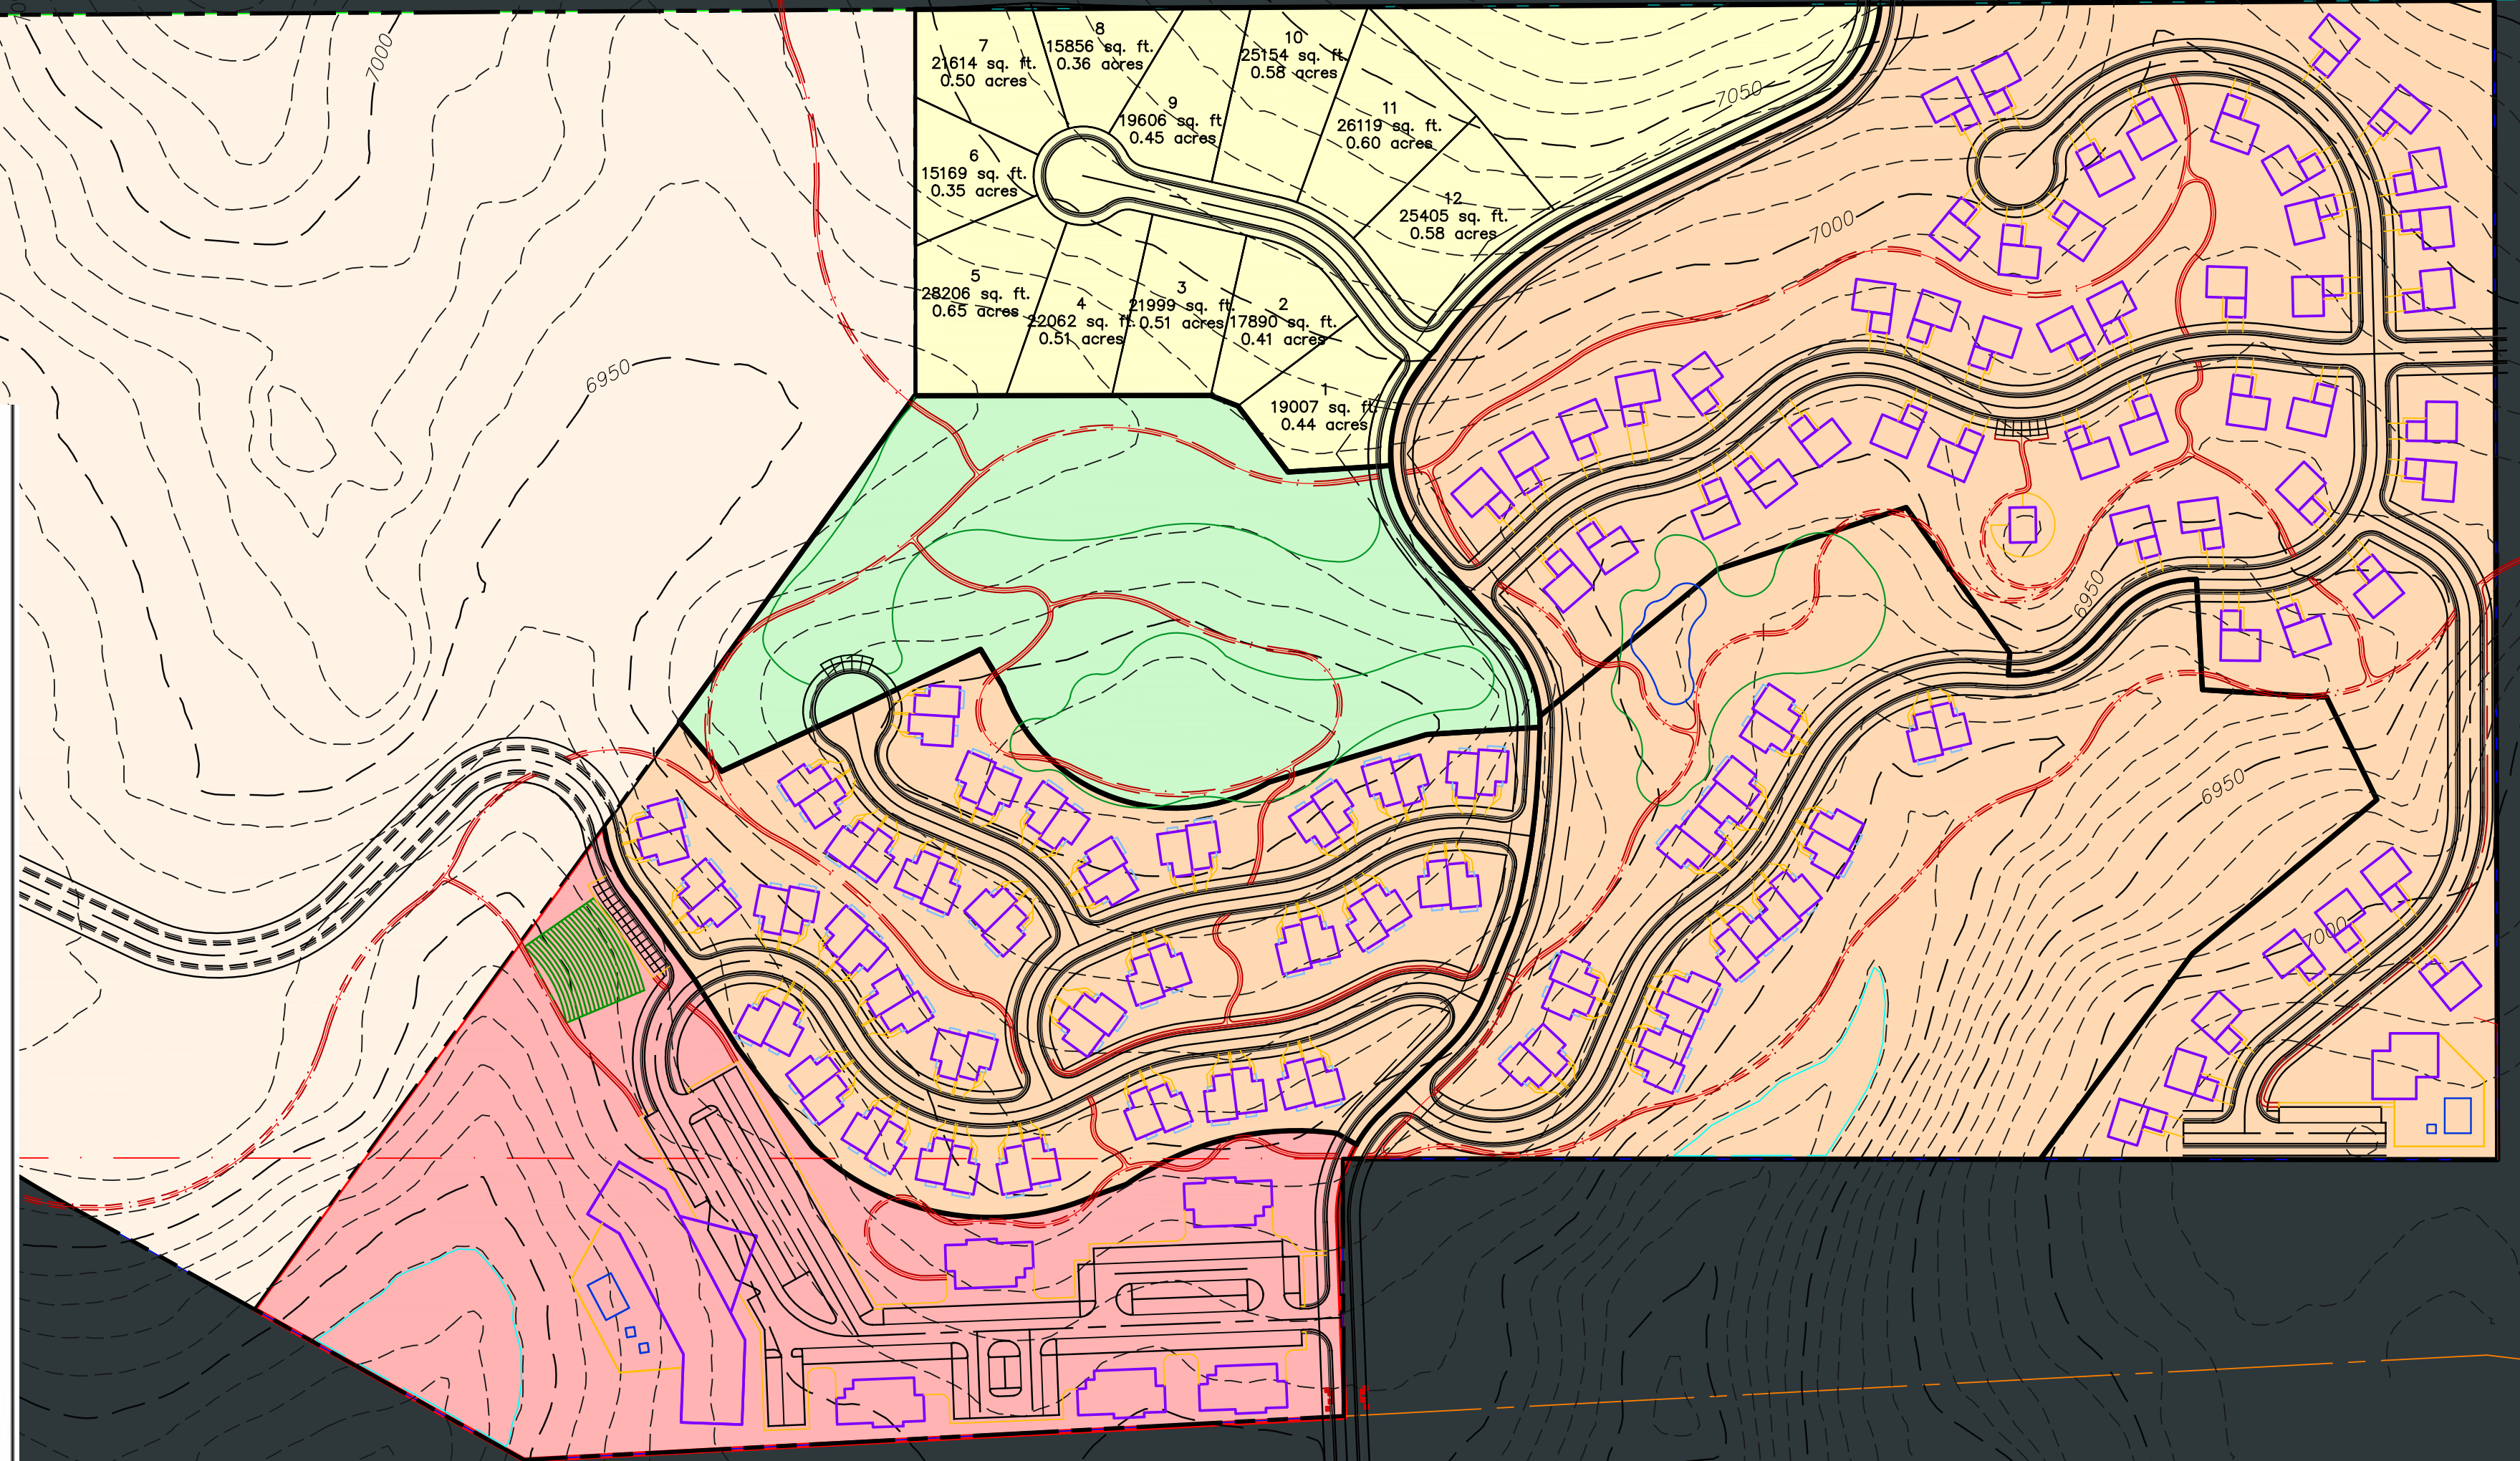 7000
7
21614 sq. ft.
0.50 acres
8
15856 sq. ft.
0.36 acres
10
25154 sq. ft.
0.58 acres
9
19606 sq. ft
0.45 acres
11
26119 sq. ft.
0.60 acres
7050
6
15169 sq. ft.
0.35 acres
12
25405 sq. ft.
0.58 acres
7000
5
28206 sq. ft.
0.65 acres
4
22062 sq. ft.
0.51 acres
3
21999 sq. ft.
0.51 acres
2
17890 sq. ft.
0.41 acres
6950
1
19007 sq. ft
0.44 acres
6950
6950
7000